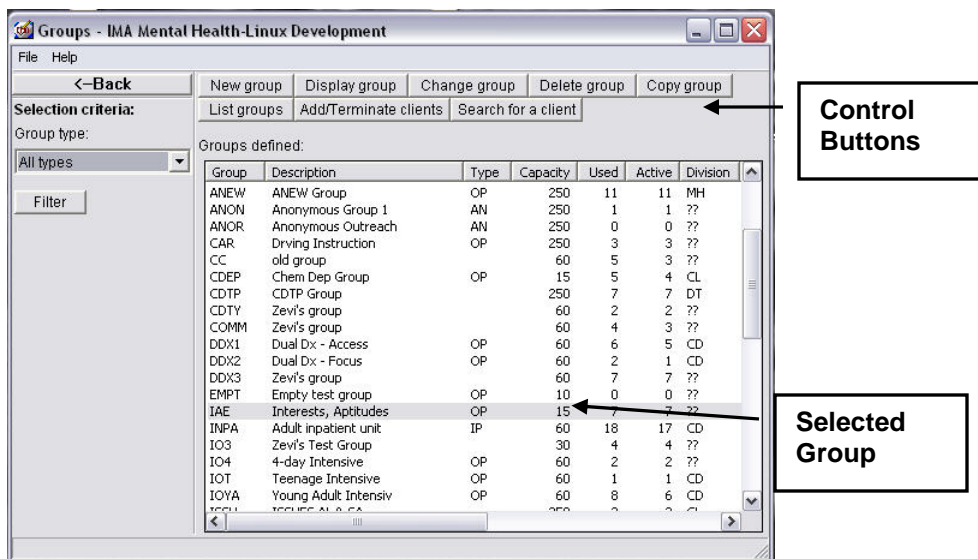 Groups - IMA Mental Health-Linux Development
File Help
<--Back
New group Display group Change group Delete group Copy group
Selection criteria:
List groups Add/Terminate clients Search for a client
Group type:
All types
Filter
Groups defined:
Group Description Type Capacity Used Active Division
ANEW ANEW Group OP 250 11 11 MH
ANON Anonymous Group 1 AN 250 1 1 ??
ANOR Anonymous Outreach AN 250 0 0 ??
CAR Drving Instruction OP 250 3 3 ??
CC old group 60 5 3 ??
CDEP Chem Dep Group OP 15 5 4 CL
CDTP CDTP Group 250 7 7 DT
CDTY Zevi's group 60 2 2 ??
COMM Zevi's group 60 4 3 ??
DDX1 Dual Dx - Access OP 60 6 5 CD
DDX2 Dual Dx - Focus OP 60 2 1 CD
DDX3 Zevi's group 60 7 7 ??
EMPT Empty test group OP 10 0 0 ??
IAE Interests, Aptitudes OP 15 7 7 ??
INPA Adult inpatient unit IP 60 18 17 CD
IO3 Zevi's Test Group 30 4 4 ??
IO4 4-day Intensive OP 60 2 2 ??
IOT Teenage Intensive OP 60 1 1 CD
IOYA Young Adult Intensiv OP 60 8 6 CD
Control
Buttons
Selected
Group